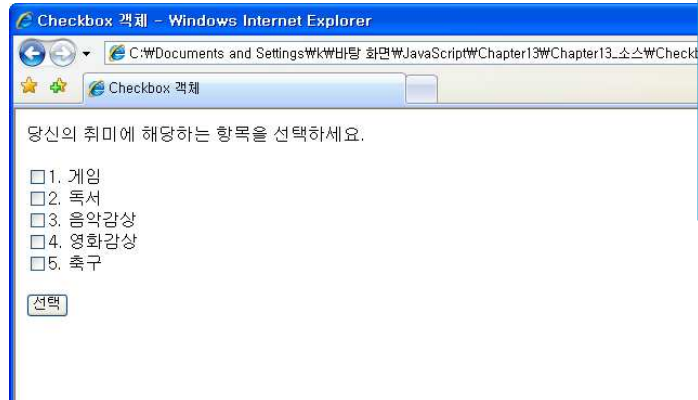 Checkbox 객체 - Windows Internet Explorer
C:₩Documents and Settings₩k₩바탕 화면₩JavaScript₩Chapter13₩Chapter13_소스₩Checkb
Checkbox 객체
당신의 취미에 해당하는 항목을 선택하세요.
1. 게임
2. 독서
3. 음악감상
4. 영화감상
5. 축구
선택